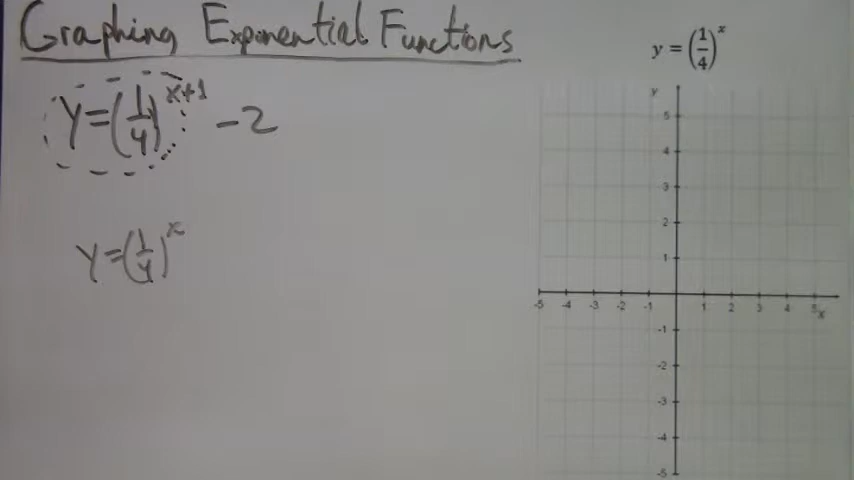 Graphing Exponential Functions
y = (1/4)^x
y=(1/4)^x+1 -2
y=(1/4)^x
y
5
4
3
2
1
-5 -4 -3 -2 -1 1 2 3 4 5 x
-1
-2
-3
-4
-5